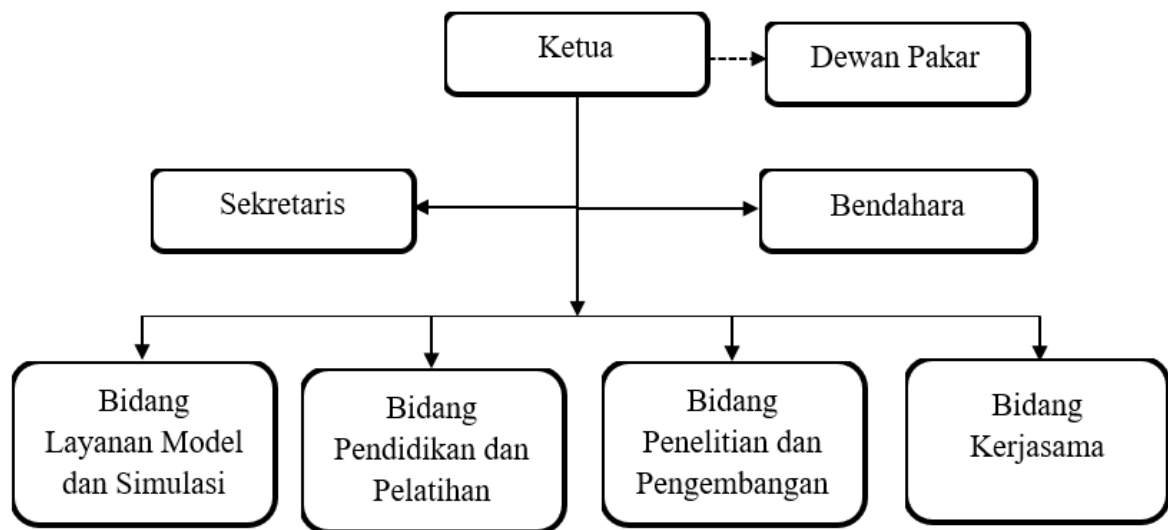 Ketua
Dewan Pakar
Sekretaris
Bendahara
Bidang
Layanan Model
dan Simulasi
Bidang
Pendidikan dan
Pelatihan
Bidang
Penelitian dan
Pengembangan
Bidang
Kerjasama